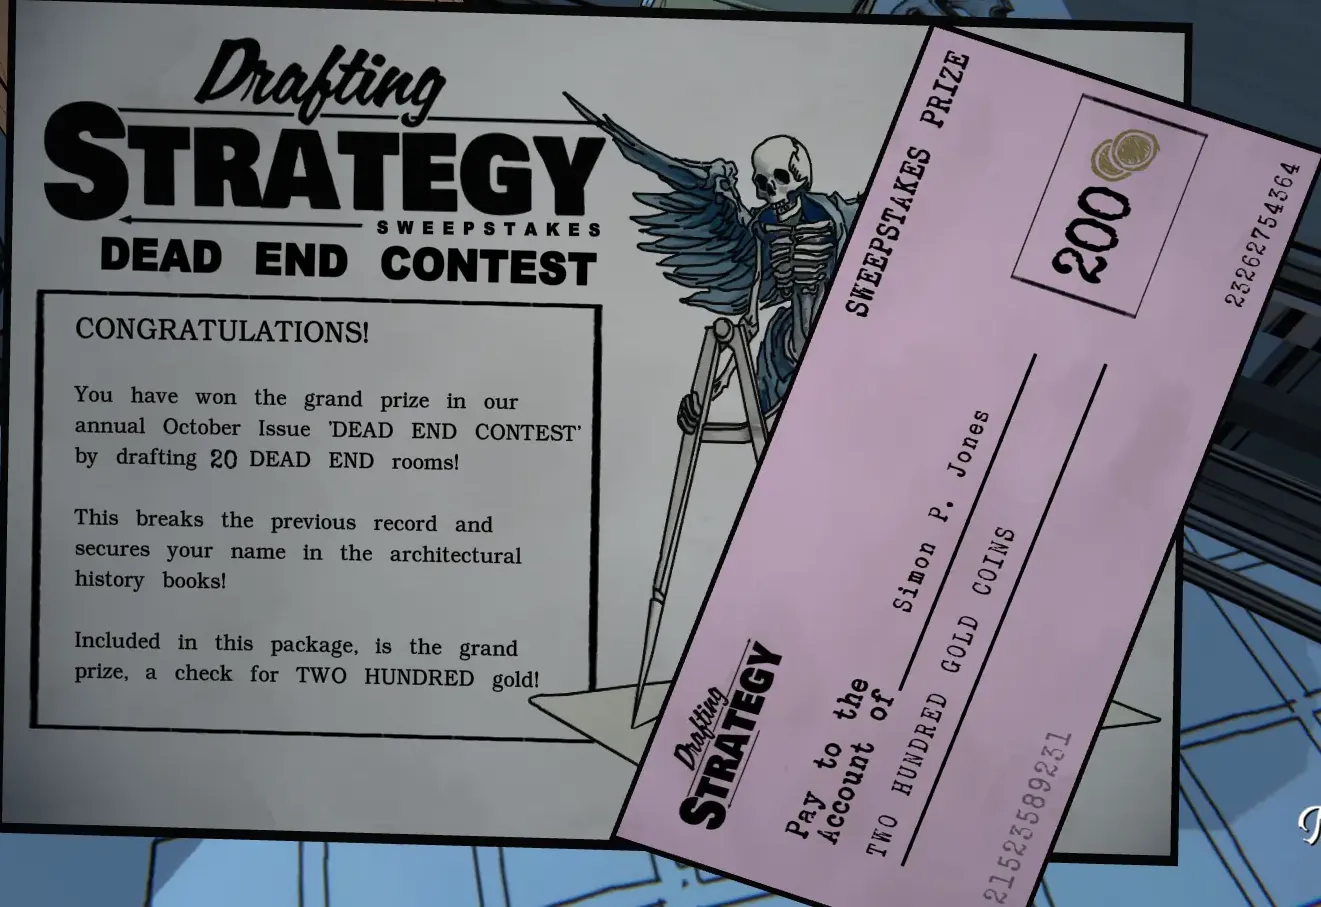 Drafting
STRATEGY
SWEEPSTAKES
DEAD END CONTEST
CONGRATULATIONS!
You have won the grand prize in our
annual October Issue 'DEAD END CONTEST'
by drafting 20 DEAD END rooms!
This breaks the previous record and
secures your name in the architectural
history books!
Included in this package, is the grand
prize, a check for TWO HUNDRED gold!
SWEEPSTAKES PRIZE
200
23262754364
Drafting
STRATEGY
Pay to the
Account of
Simon P. Jones
TWO HUNDRED GOLD COINS
21523589231